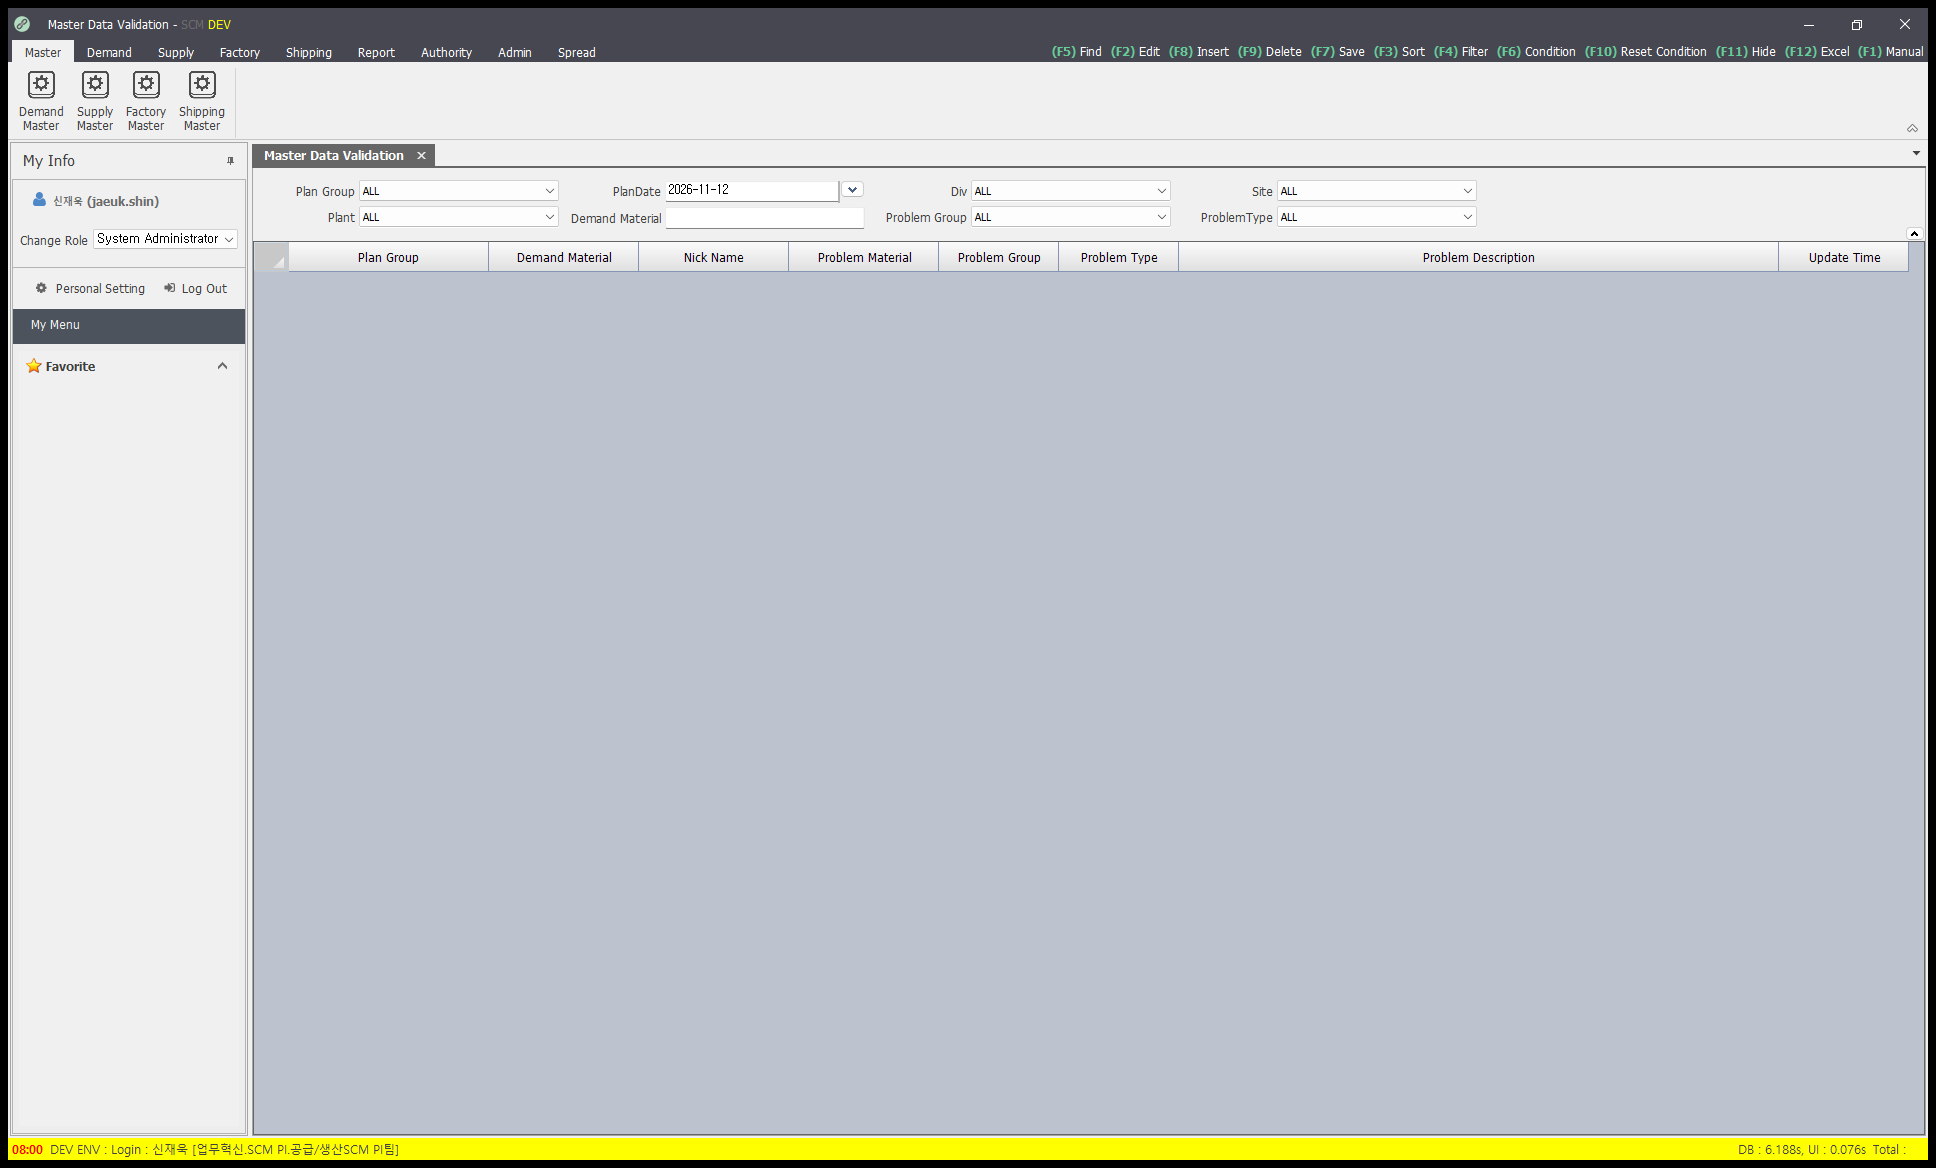 Master Data Validation - SCM DEV
Master Demand Supply Factory Shipping Report Authority Admin Spread (F5) Find (F2) Edit (F8) Insert (F9) Delete (F7) Save (F3) Sort (F4) Filter (F6) Condition (F10) Reset Condition (F11) Hide (F12) Excel (F1) Manual
Demand Master Supply Master Factory Master Shipping Master
My Info
신재욱 (jaeuk.shin)
Change Role System Administrator
Personal Setting Log Out
My Menu
Favorite
Master Data Validation
Plan Group ALL PlanDate 2026-11-12 Div ALL Site ALL
Plant ALL Demand Material Problem Group ALL ProblemType ALL
Plan Group Demand Material Nick Name Problem Material Problem Group Problem Type Problem Description Update Time
08:00 DEV ENV : Login : 신재욱 [업무혁신.SCM PI.공급/생산SCM PI팀] DB : 6.188s, UI : 0.076s Total :